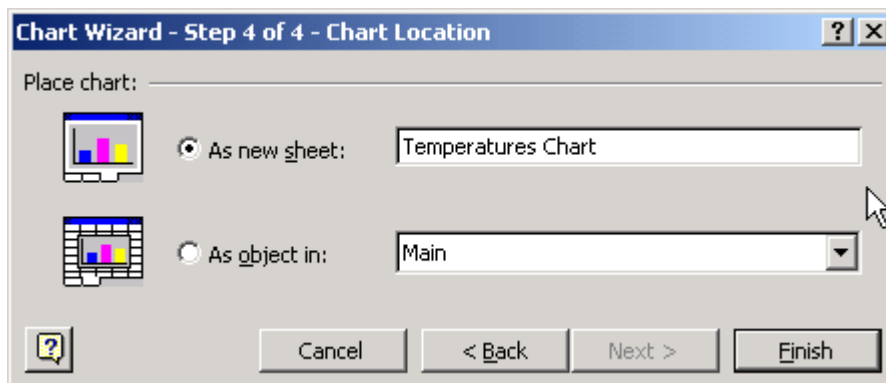 Chart Wizard - Step 4 of 4 - Chart Location
Place chart:
As new sheet: Temperatures Chart
As object in: Main
Cancel < Back Next > Finish